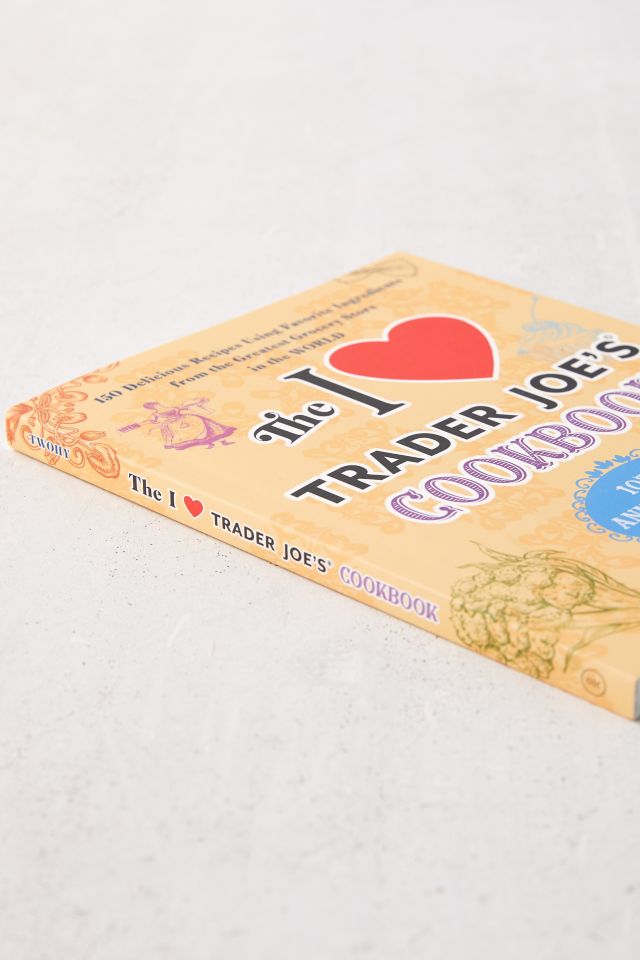 150 Delicious Recipes Using Favorite Ingredients
from the Greatest Grocery Store
in the WORLD
The I
TRADER JOE'S®
COOKBOOK
TWOHY
The I ♥ TRADER JOE'S® COOKBOOK